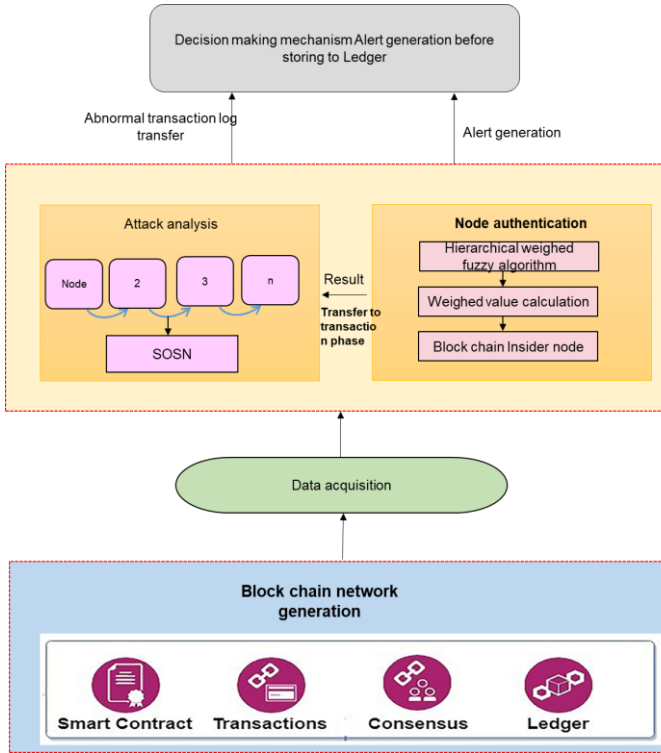 Decision making mechanism Alert generation before
storing to Ledger
Abnormal transaction log
transfer
Alert generation
Attack analysis
Node
2
3
n
SOSN
Result
Transfer to
transactio
n phase
Node authentication
Hierarchical weighed
fuzzy algorithm
Weighed value calculation
Block chain Insider node
Data acquisition
Block chain network
generation
Smart Contract
Transactions
Consensus
Ledger